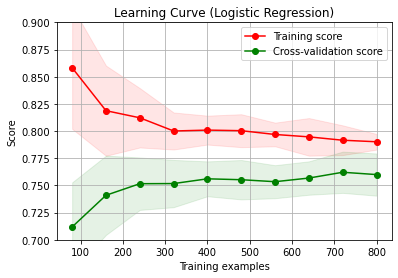 Learning Curve (Logistic Regression)
Training score
Cross-validation score
0.900
0.875
0.850
0.825
0.800
0.775
0.750
0.725
0.700
Score
100 200 300 400 500 600 700 800
Training examples